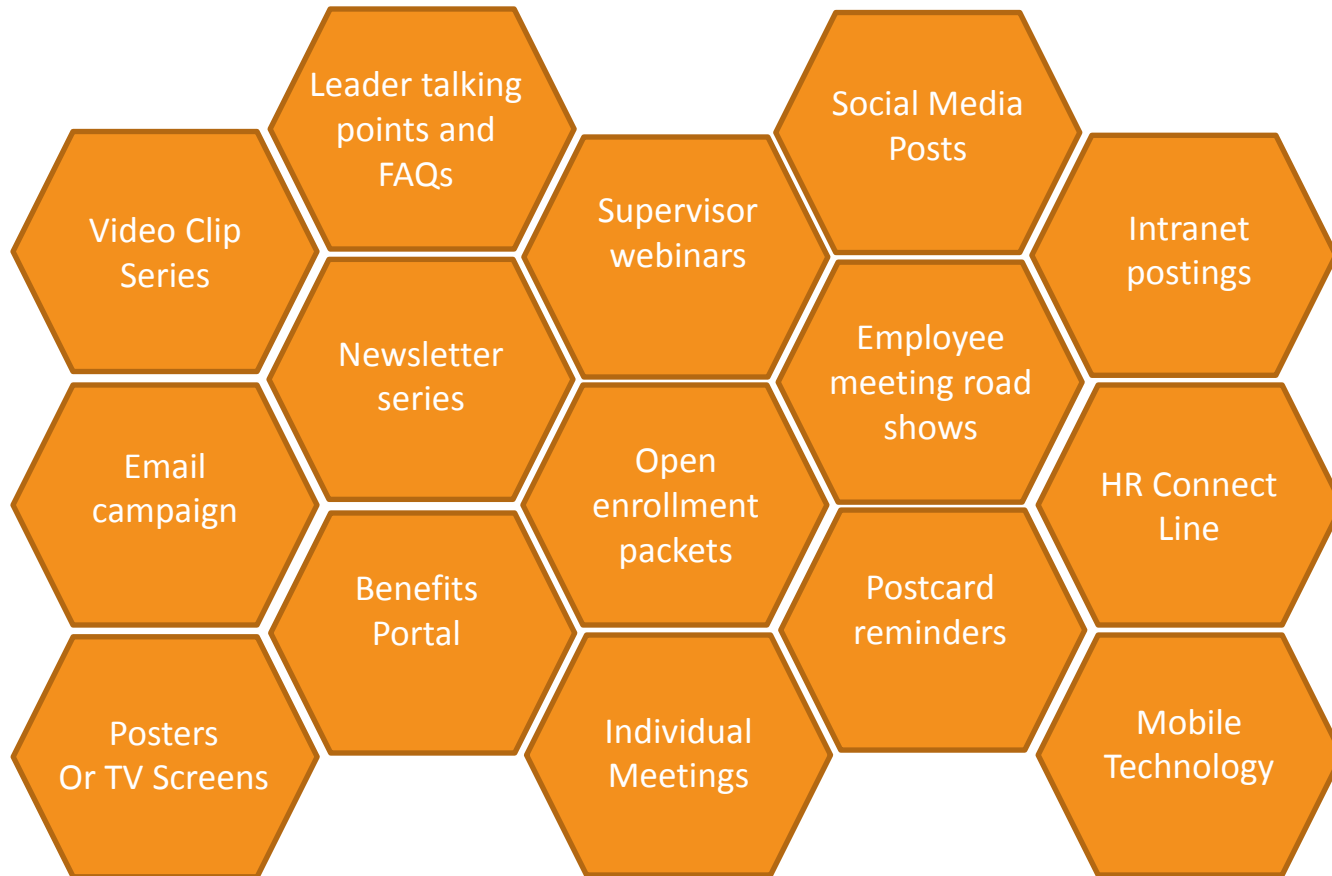 Leader talking
points and
FAQs
Social Media
Posts
Video Clip
Series
Supervisor
webinars
Intranet
postings
Newsletter
series
Employee
meeting road
shows
Email
campaign
Open
enrollment
packets
HR Connect
Line
Benefits
Portal
Postcard
reminders
Posters
Or TV Screens
Individual
Meetings
Mobile
Technology